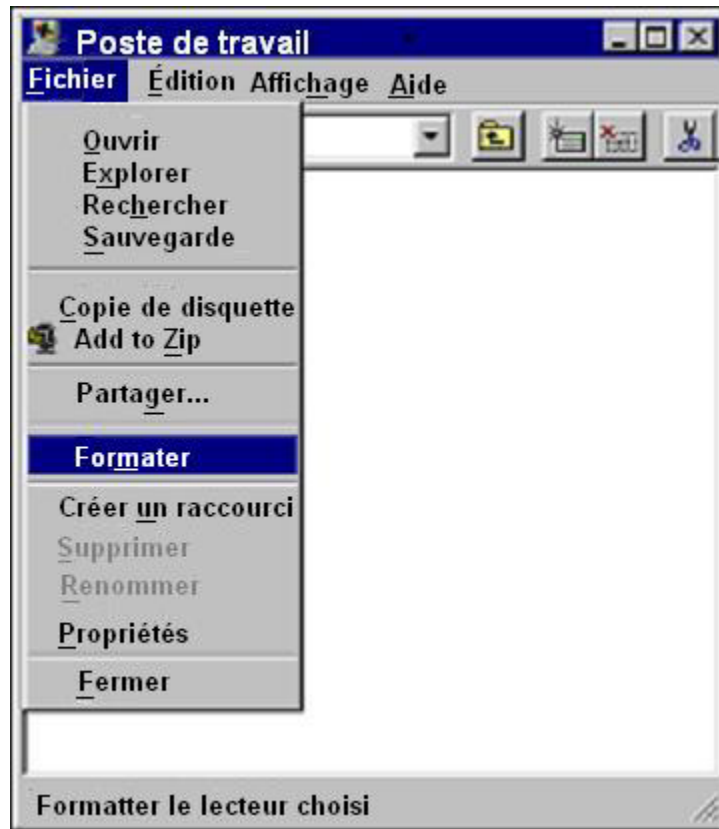 Poste de travail
Fichier Édition Affichage Aide
Ouvrir
Explorer
Rechercher
Sauvegarde
Copie de disquette
Add to Zip
Partager...
Formater
Créer un raccourci
Supprimer
Renommer
Propriétés
Fermer
Formatter le lecteur choisi